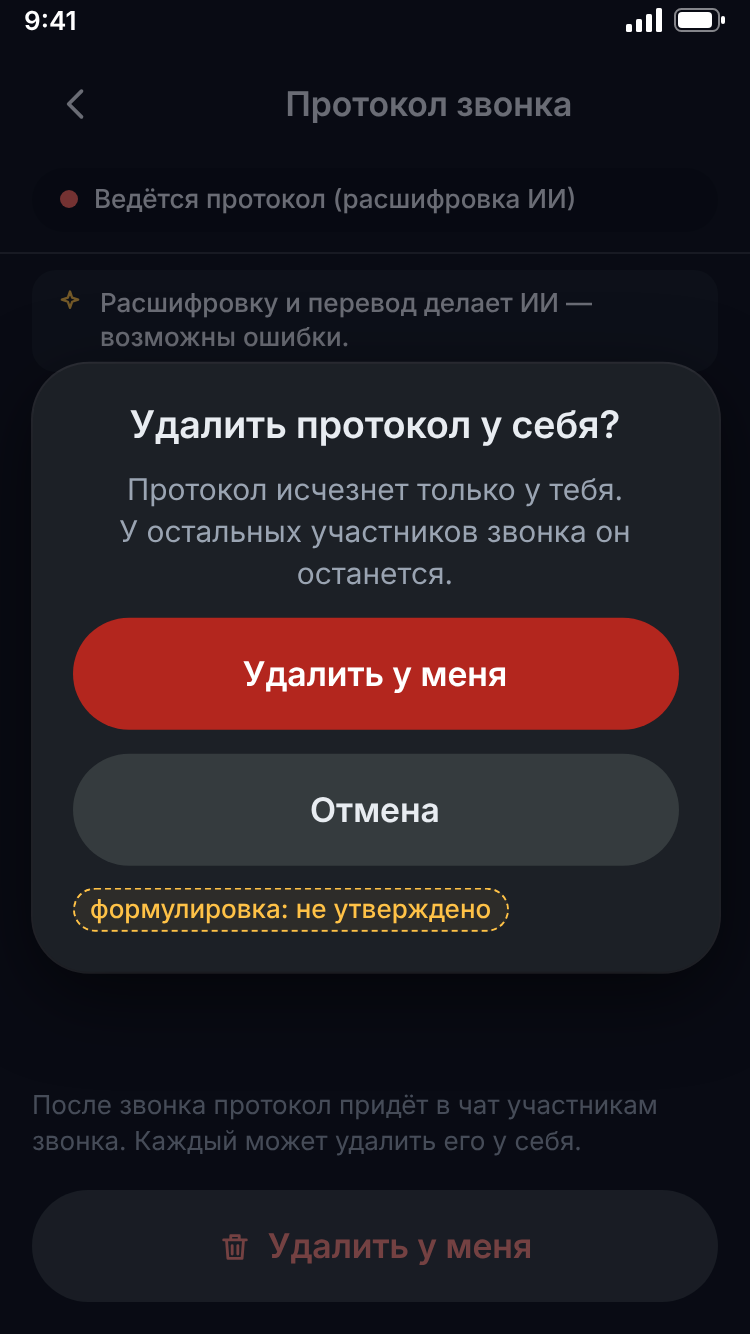 9:41
Протокол звонка
Ведётся протокол (расшифровка ИИ)
Расшифровку и перевод делает ИИ —
возможны ошибки.
Удалить протокол у себя?
Протокол исчезнет только у тебя.
У остальных участников звонка он
останется.
Удалить у меня
Отмена
формулировка: не утверждено
После звонка протокол придёт в чат участникам
звонка. Каждый может удалить его у себя.
Удалить у меня